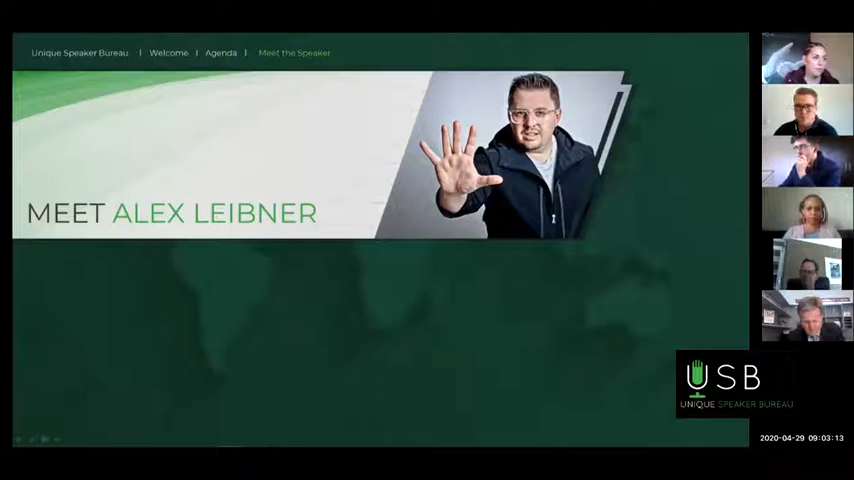 Unique Speaker Bureau | Welcome | Agenda | Meet the Speaker
MEET ALEX LEIBNER
USB
UNIQUE SPEAKER BUREAU
2020-04-29 09:03:13